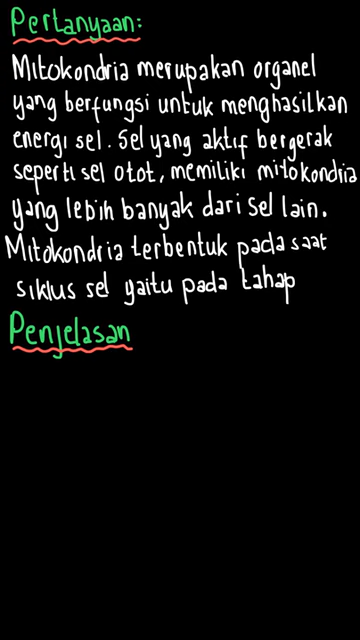 Pertanyaan:
Mitokondria merupakan organel
yang berfungsi untuk menghasilkan
energi sel. Sel yang aktif bergerak
seperti sel otot, memiliki mitokondria
yang lebih banyak dari sel lain.
Mitokondria terbentuk pada saat
siklus sel yaitu pada tahap
Penjelasan